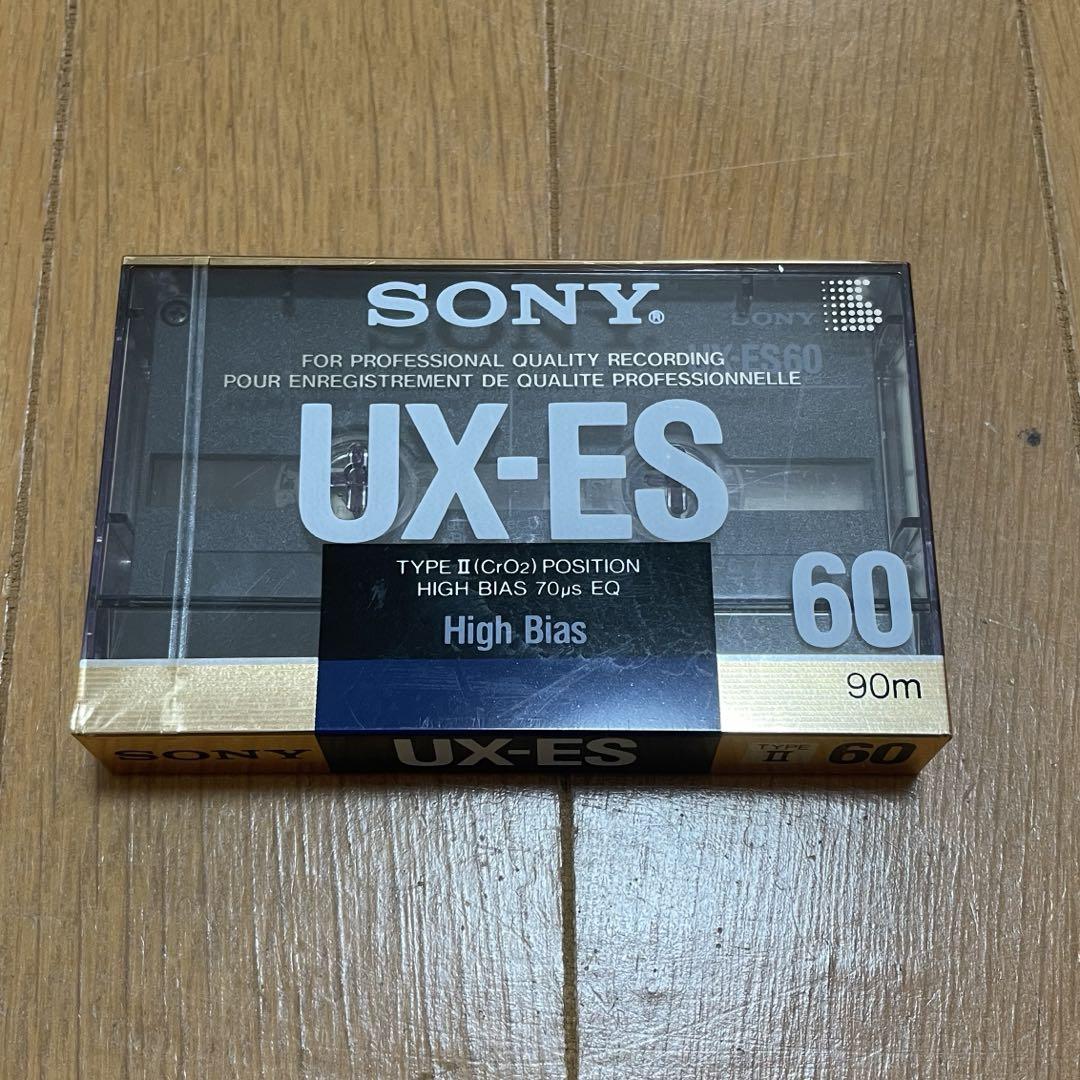 SONY®
SONY
UX-ES60
FOR PROFESSIONAL QUALITY RECORDING
POUR ENREGISTREMENT DE QUALITE PROFESSIONNELLE
UX-ES
TYPE II (CrO2) POSITION
HIGH BIAS 70µs EQ
High Bias
60
90m
SONY UX-ES TYPE II 60